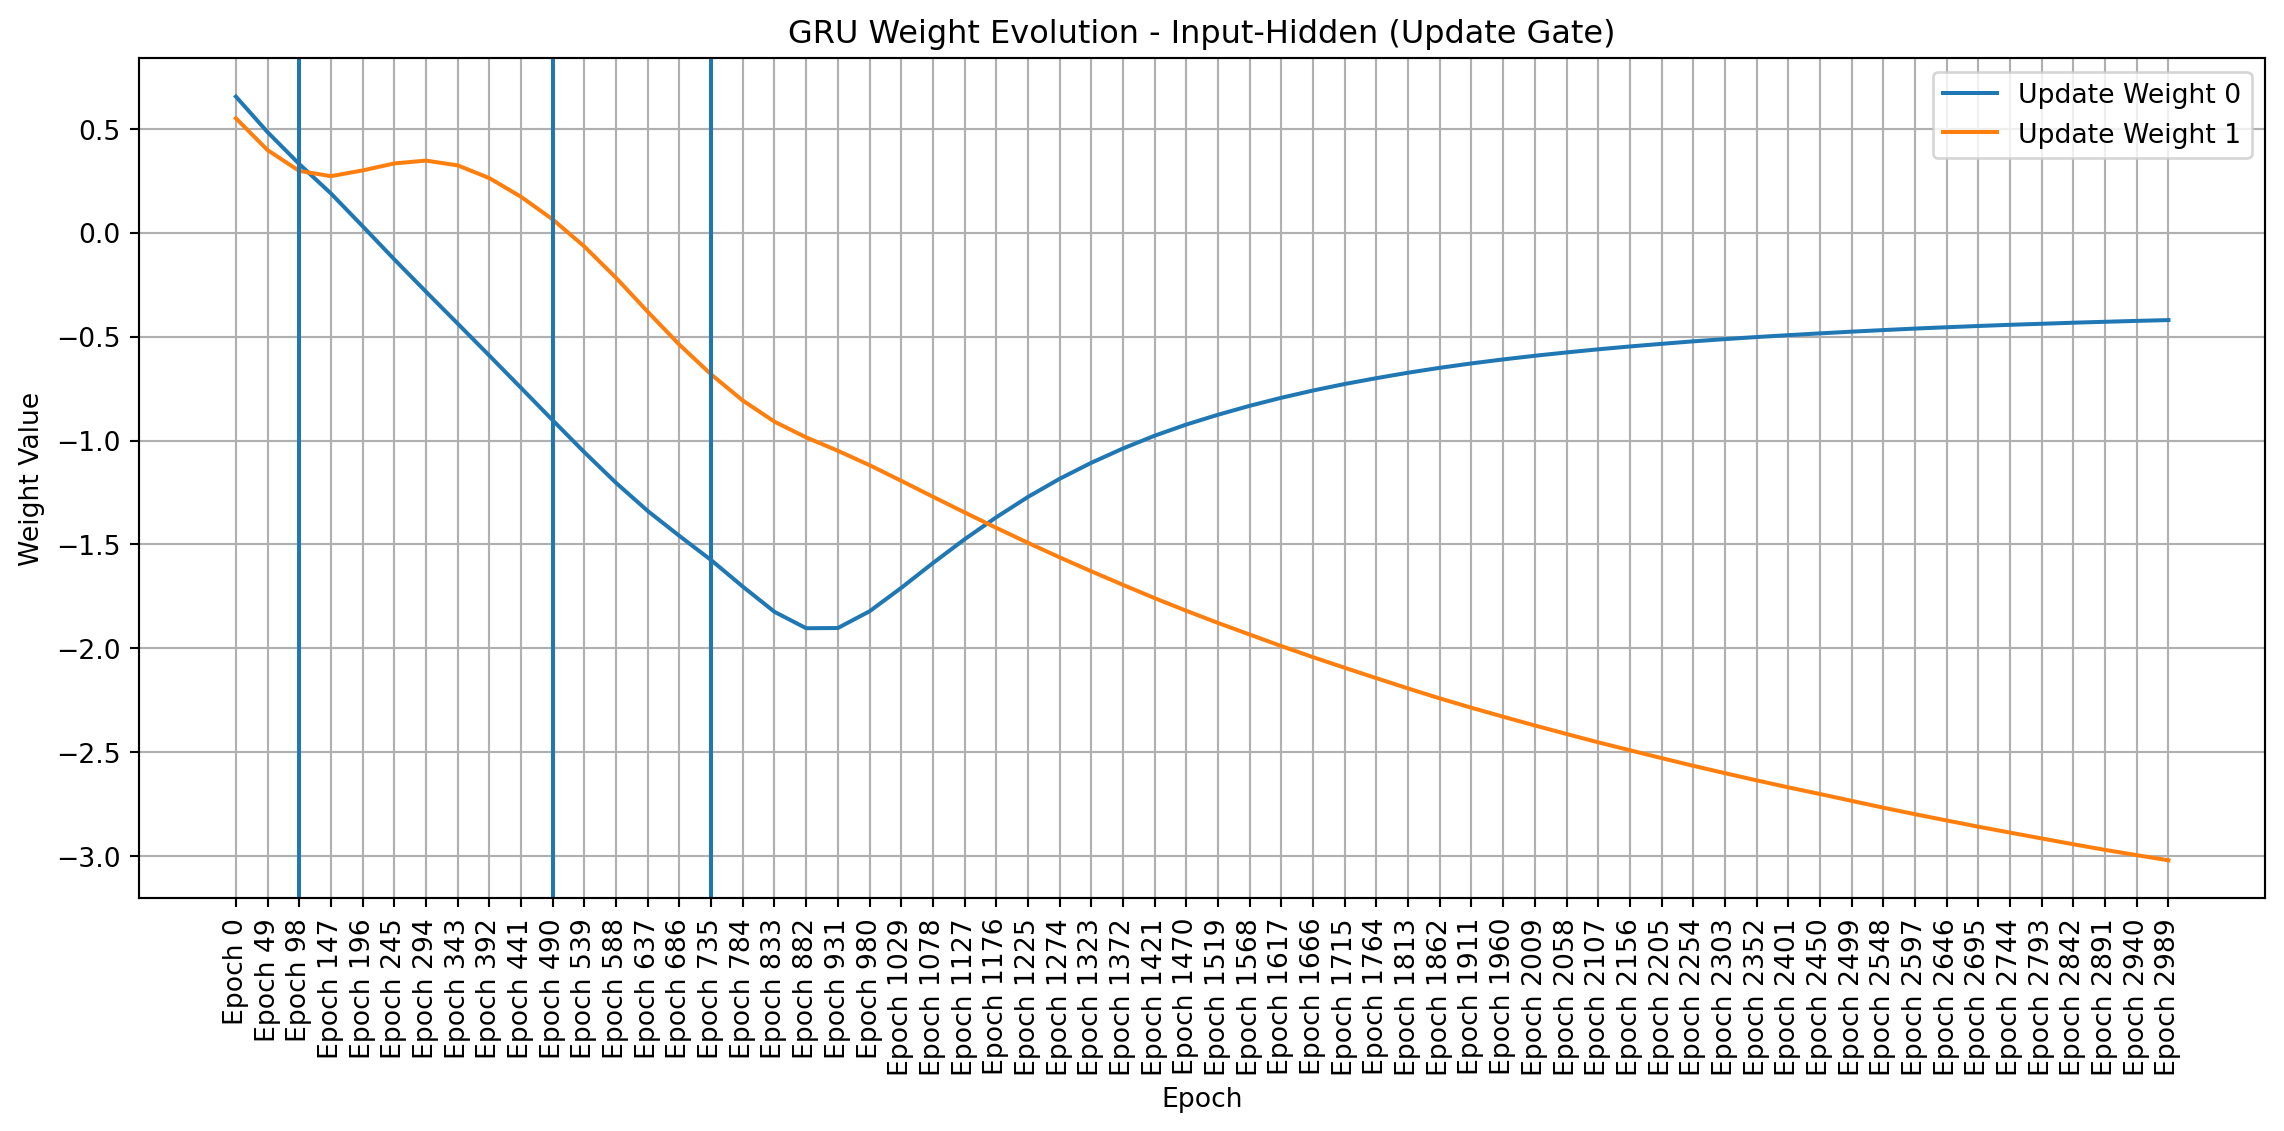 GRU Weight Evolution - Input-Hidden (Update Gate)
Update Weight 0
Update Weight 1
Weight Value
0.5
0.0
−0.5
−1.0
−1.5
−2.0
−2.5
−3.0
Epoch 0
Epoch 49
Epoch 98
Epoch 147
Epoch 196
Epoch 245
Epoch 294
Epoch 343
Epoch 392
Epoch 441
Epoch 490
Epoch 539
Epoch 588
Epoch 637
Epoch 686
Epoch 735
Epoch 784
Epoch 833
Epoch 882
Epoch 931
Epoch 980
Epoch 1029
Epoch 1078
Epoch 1127
Epoch 1176
Epoch 1225
Epoch 1274
Epoch 1323
Epoch 1372
Epoch 1421
Epoch 1470
Epoch 1519
Epoch 1568
Epoch 1617
Epoch 1666
Epoch 1715
Epoch 1764
Epoch 1813
Epoch 1862
Epoch 1911
Epoch 1960
Epoch 2009
Epoch 2058
Epoch 2107
Epoch 2156
Epoch 2205
Epoch 2254
Epoch 2303
Epoch 2352
Epoch 2401
Epoch 2450
Epoch 2499
Epoch 2548
Epoch 2597
Epoch 2646
Epoch 2695
Epoch 2744
Epoch 2793
Epoch 2842
Epoch 2891
Epoch 2940
Epoch 2989
Epoch